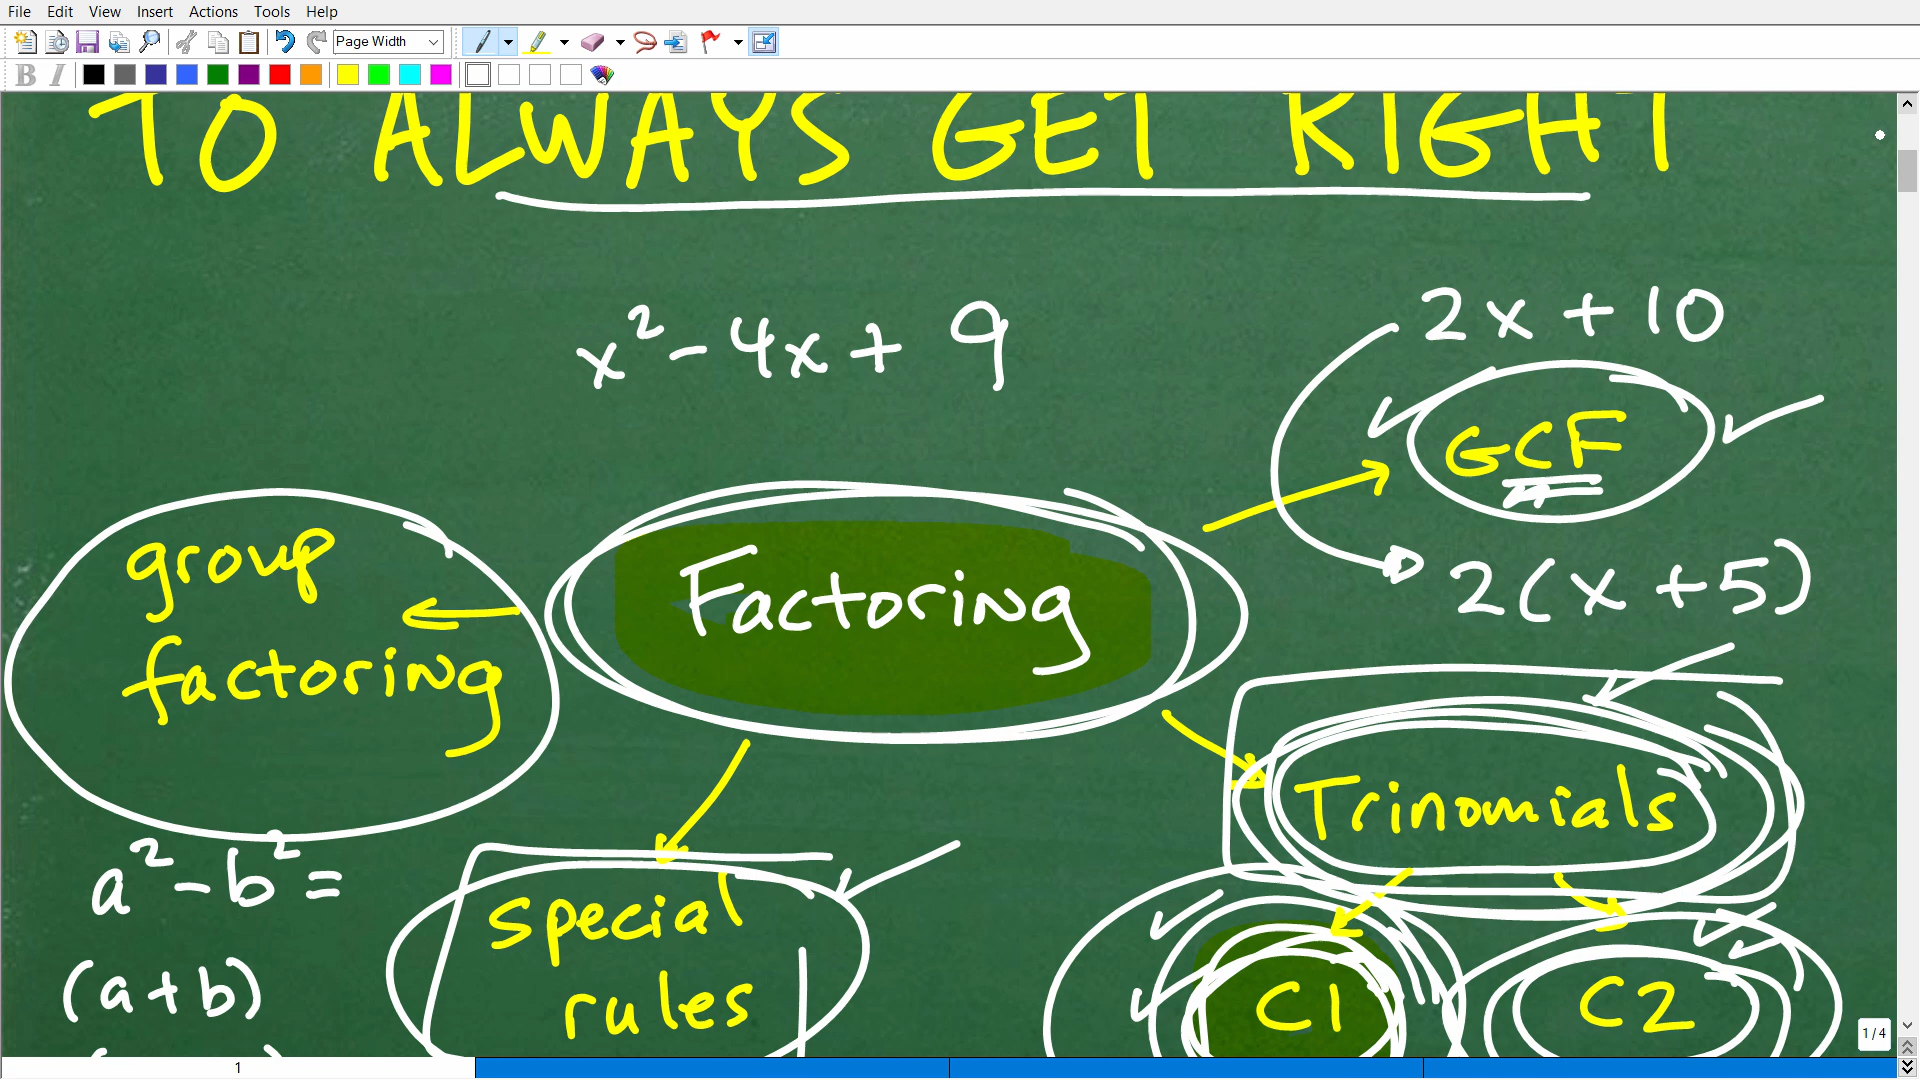 File Edit View Insert Actions Tools Help
Page Width
B I
TO ALWAYS GET RIGHT
x² - 4x + 9
2x + 10
GCF
2(x + 5)
group
factoring
Factoring
Trinomials
a² - b² =
(a + b)
special
rules
C1
C2
1 / 4
1